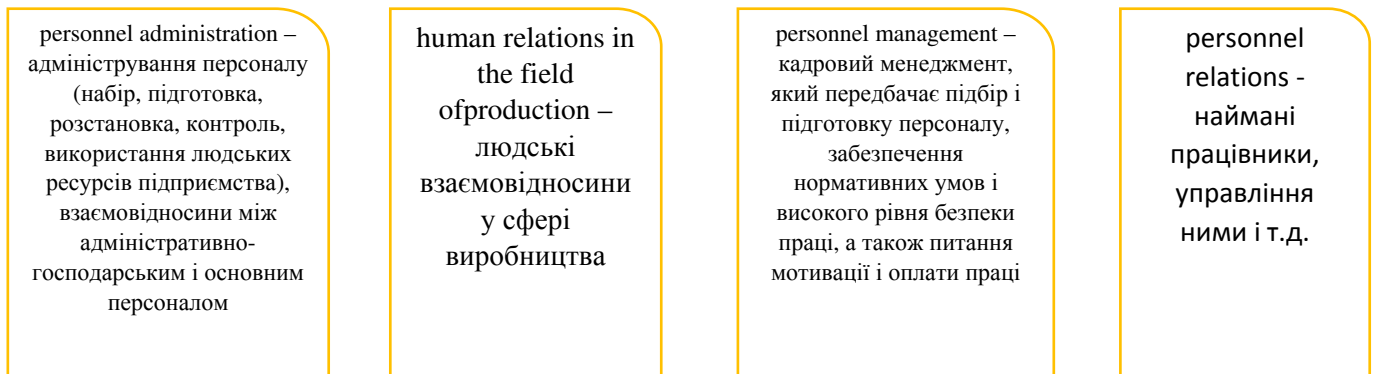 personnel administration –
адміністрування персоналу
(набір, підготовка,
розстановка, контроль,
використання людських
ресурсів підприємства),
взаємовідносини між
адміністративно-
господарським і основним
персоналом
human relations in
the field
ofproduction –
людські
взаємовідносини
у сфері
виробництва
personnel management –
кадровий менеджмент,
який передбачає підбір і
підготовку персоналу,
забезпечення
нормативних умов і
високого рівня безпеки
праці, а також питання
мотивації і оплати праці
personnel
relations -
наймані
працівники,
управління
ними і т.д.